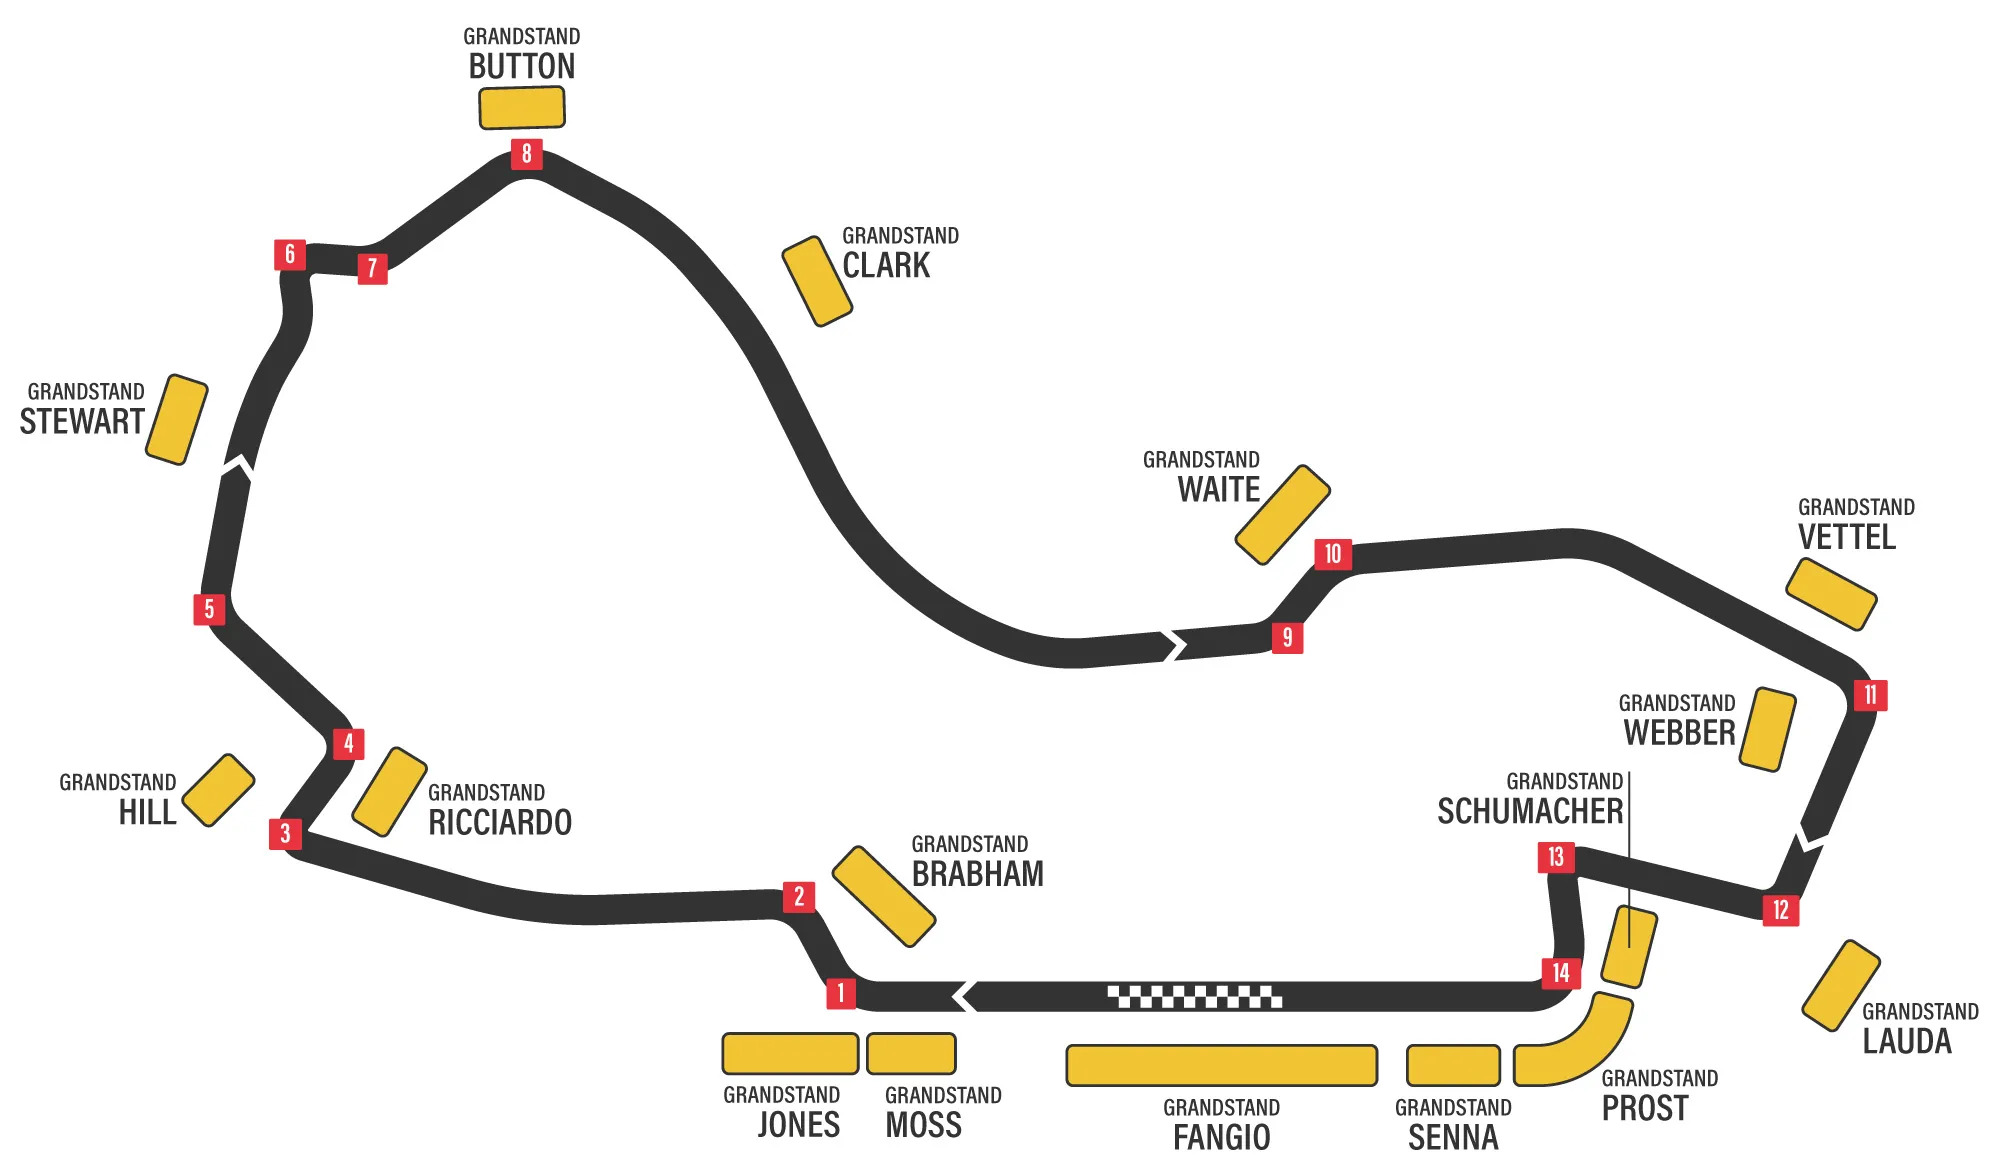 GRANDSTAND
BUTTON
8
GRANDSTAND
CLARK
6
7
GRANDSTAND
STEWART
GRANDSTAND
WAITE
GRANDSTAND
VETTEL
10
5
9
11
GRANDSTAND
WEBBER
4
GRANDSTAND
HILL
GRANDSTAND
RICCIARDO
3
GRANDSTAND
SCHUMACHER
GRANDSTAND
BRABHAM
13
2
12
14
1
GRANDSTAND
LAUDA
GRANDSTAND
JONES
GRANDSTAND
MOSS
GRANDSTAND
FANGIO
GRANDSTAND
SENNA
GRANDSTAND
PROST